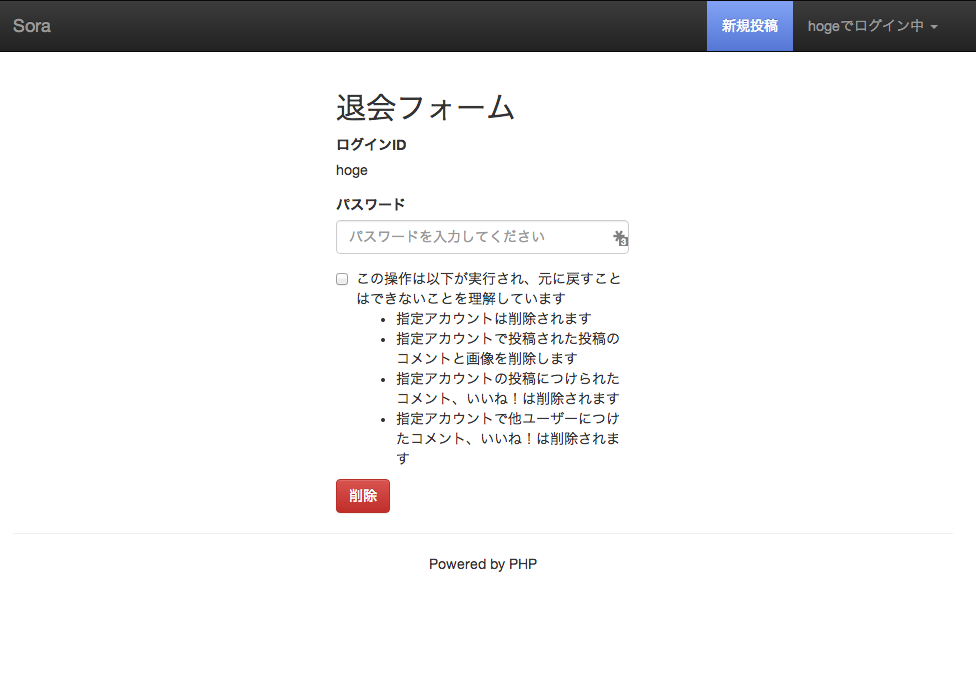 Sora
新規投稿
hogeでログイン中
退会フォーム
ログインID
hoge
パスワード
パスワードを入力してください
3
この操作は以下が実行され、元に戻すこと
はできないことを理解しています
指定アカウントは削除されます
指定アカウントで投稿された投稿の
コメントと画像を削除します
指定アカウントの投稿につけられた
コメント、いいね！は削除されます
指定アカウントで他ユーザーにつけ
たコメント、いいね！は削除されま
す
削除
Powered by PHP